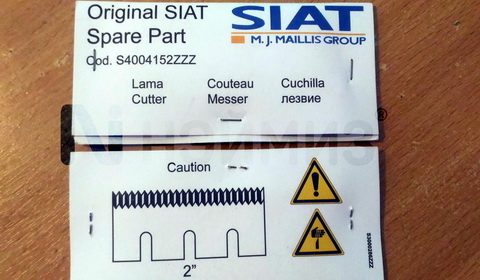 Original SIAT
Spare Part
SIAT
M.J. MAILLIS GROUP
Cod. S4004152ZZZ
Lama Couteau Cuchilla
Cutter Messer лезвие
®
Caution
2"